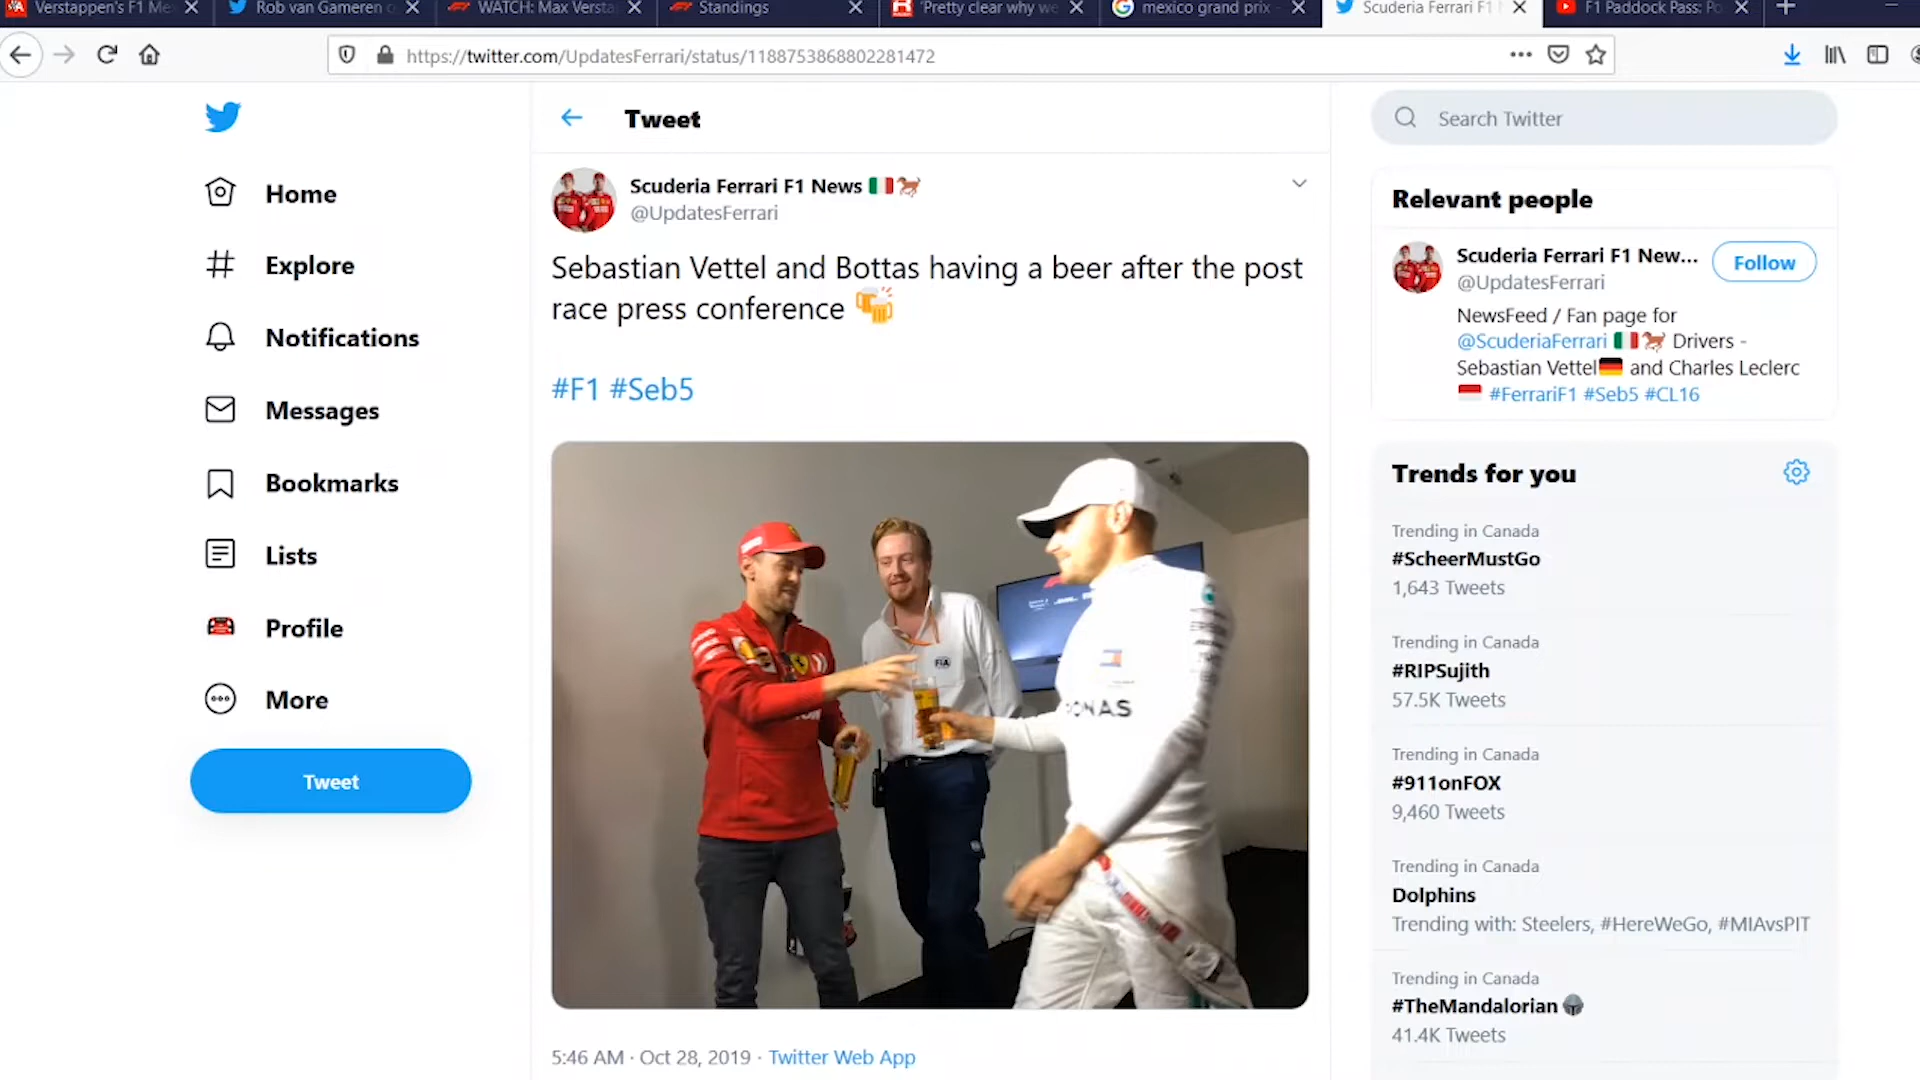 Verstappen's F1 Me
Rob van Gameren
WATCH: Max Versta
Standings
'Pretty clear why we
mexico grand prix -
Scuderia Ferrari F1 N
F1 Paddock Pass: Po
https://twitter.com/UpdatesFerrari/status/1188753868802281472
Home
Explore
Notifications
Messages
Bookmarks
Lists
Profile
More
Tweet
Tweet
Scuderia Ferrari F1 News
@UpdatesFerrari
Sebastian Vettel and Bottas having a beer after the post
race press conference
#F1 #Seb5
FIA
ONAS
5:46 AM · Oct 28, 2019 · Twitter Web App
Search Twitter
Relevant people
Scuderia Ferrari F1 New...
Follow
@UpdatesFerrari
NewsFeed / Fan page for
@ScuderiaFerrari Drivers -
Sebastian Vettel and Charles Leclerc
#FerrariF1 #Seb5 #CL16
Trends for you
Trending in Canada
#ScheerMustGo
1,643 Tweets
Trending in Canada
#RIPSujith
57.5K Tweets
Trending in Canada
#911onFOX
9,460 Tweets
Trending in Canada
Dolphins
Trending with: Steelers, #HereWeGo, #MIAvsPIT
Trending in Canada
#TheMandalorian
41.4K Tweets